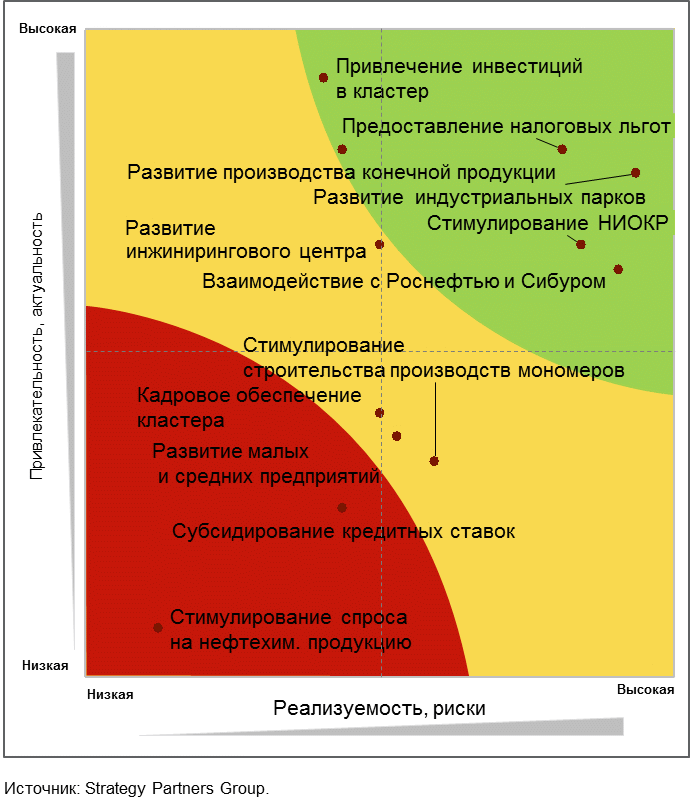 Высокая
Привлечение инвестиций
в кластер
Предоставление налоговых льгот
Развитие производства конечной продукции
Развитие индустриальных парков
Стимулирование НИОКР
Развитие
инжинирингового центра
Взаимодействие с Роснефтью и Сибуром
Привлекательность, актуальность
Стимулирование
строительства производств мономеров
Кадровое обеспечение
кластера
Развитие малых
и средних предприятий
Субсидирование кредитных ставок
Стимулирование спроса
на нефтехим. продукцию
Низкая
Низкая
Высокая
Реализуемость, риски
Источник: Strategy Partners Group.